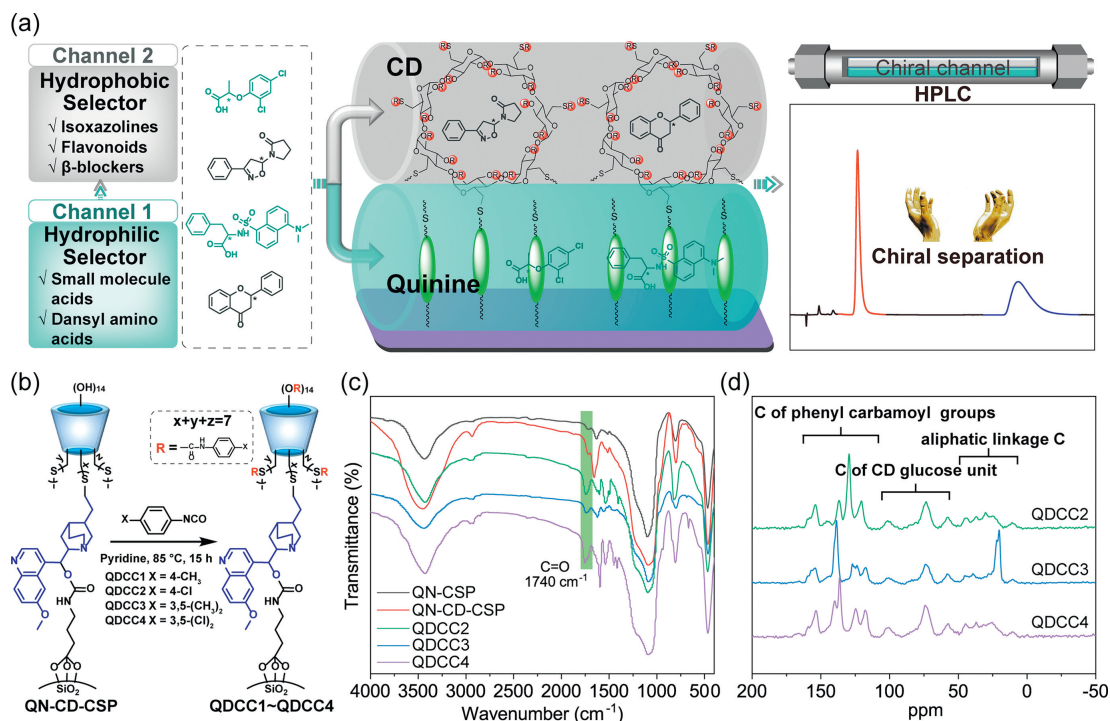 (a)
Channel 2
Hydrophobic
Selector
√ Isoxazolines
√ Flavonoids
√ β-blockers
Channel 1
Hydrophilic
Selector
√ Small molecule
acids
√ Dansyl amino
acids
CD
Quinine
Chiral channel
HPLC
Chiral separation
(b)
(OH)14
(OR)14
x+y+z=7
R =
QN-CD-CSP
X
NCO
Pyridine, 85 °C, 15 h
QDCC1 X = 4-CH3
QDCC2 X = 4-Cl
QDCC3 X = 3,5-(CH3)2
QDCC4 X = 3,5-(Cl)2
SiO2
SiO2
QDCC1~QDCC4
(c)
Transmittance (%)
C=O
1740 cm-1
QN-CSP
QN-CD-CSP
QDCC2
QDCC3
QDCC4
4000 3500 3000 2500 2000 1500 1000 500
Wavenumber (cm-1)
(d)
C of phenyl carbamoyl groups
aliphatic linkage C
C of CD glucose unit
QDCC2
QDCC3
QDCC4
200 150 100 50 0 -50
ppm